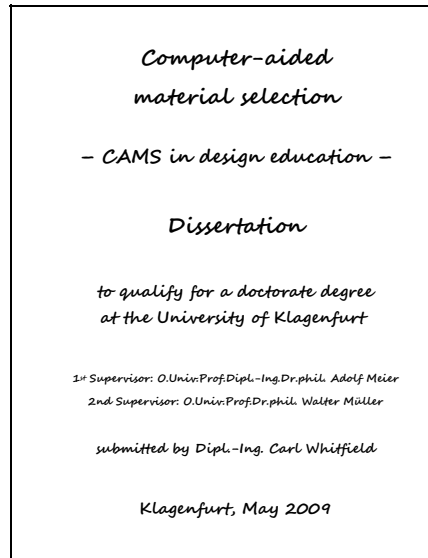 Computer-aided
material selection
– CAMS in design education –
Dissertation
to qualify for a doctorate degree
at the University of Klagenfurt
1st Supervisor: O.Univ.Prof.Dipl.-Ing.Dr.phil. Adolf Meier
2nd Supervisor: O.Univ.Prof.Dr.phil. Walter Müller
submitted by Dipl.-Ing. Carl Whitfield
Klagenfurt, May 2009